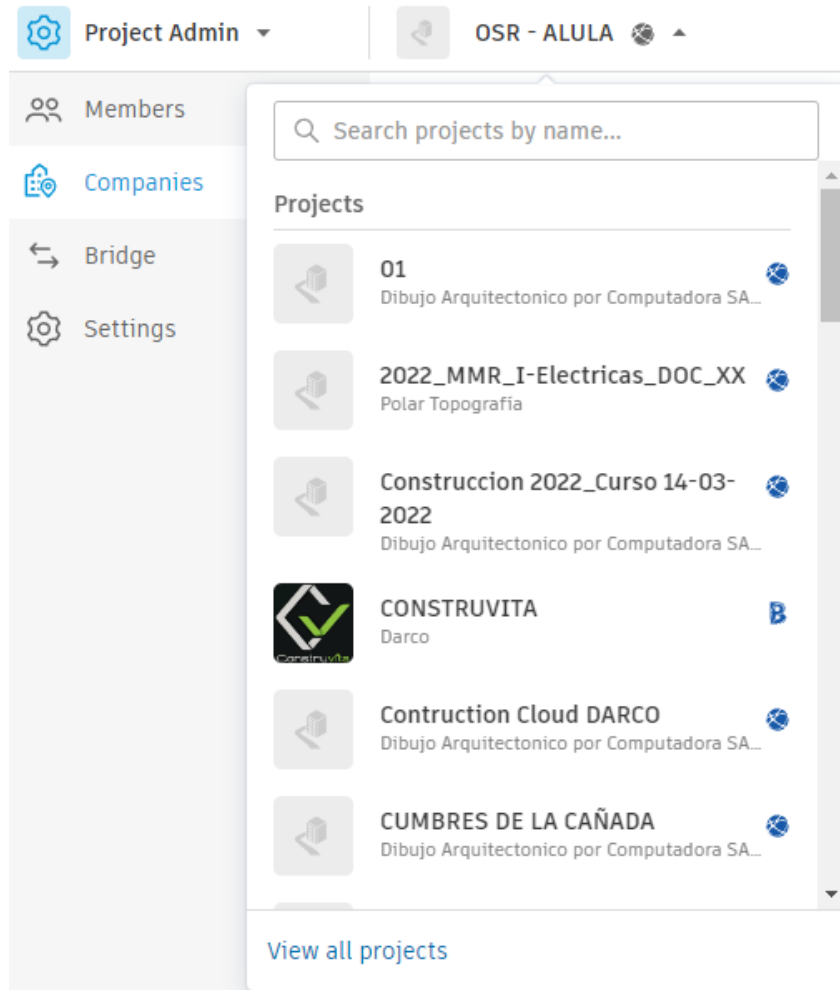 Project Admin
OSR - ALULA
Members
Companies
Bridge
Settings
Search projects by name...
Projects
01
Dibujo Arquitectonico por Computadora SA...
2022_MMR_I-Electricas_DOC_XX
Polar Topografía
Construccion 2022_Curso 14-03-
2022
Dibujo Arquitectonico por Computadora SA...
Construvita
CONSTRUVITA
B
Darco
Contruction Cloud DARCO
Dibujo Arquitectonico por Computadora SA...
CUMBRES DE LA CAÑADA
Dibujo Arquitectonico por Computadora SA...
View all projects